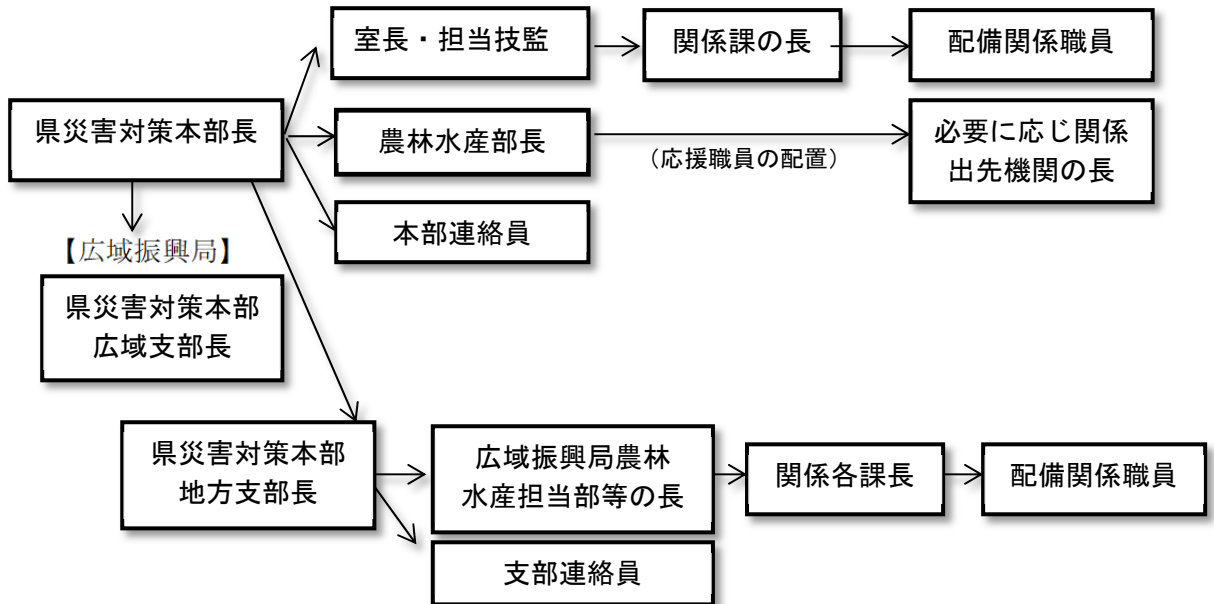 室長・担当技監
関係課の長
配備関係職員
県災害対策本部長
農林水産部長
(応援職員の配置)
必要に応じ関係
出先機関の長
本部連絡員
【広域振興局】
県災害対策本部
広域支部長
県災害対策本部
地方支部長
広域振興局農林
水産担当部等の長
関係各課長
配備関係職員
支部連絡員